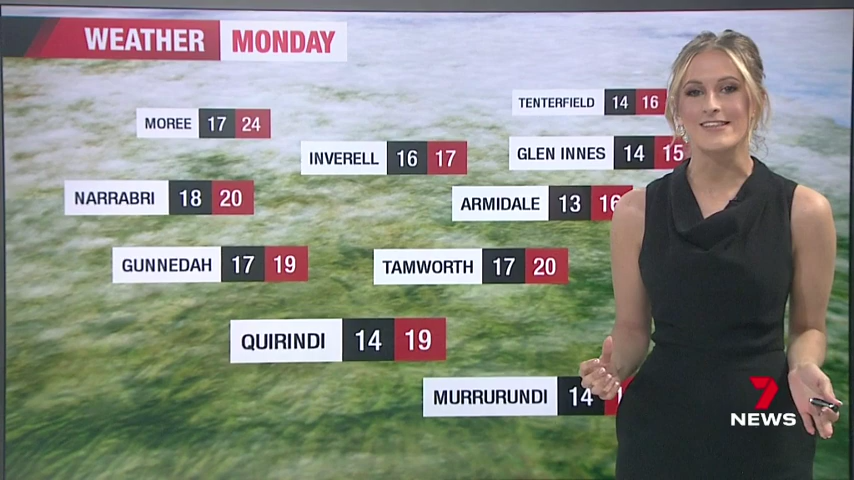 WEATHER MONDAY
TENTERFIELD 14 16
MOREE 17 24
INVERELL 16 17
GLEN INNES 14 15
NARRABRI 18 20
ARMIDALE 13 16
GUNNEDAH 17 19
TAMWORTH 17 20
QUIRINDI 14 19
MURRURUNDI 14
7
NEWS